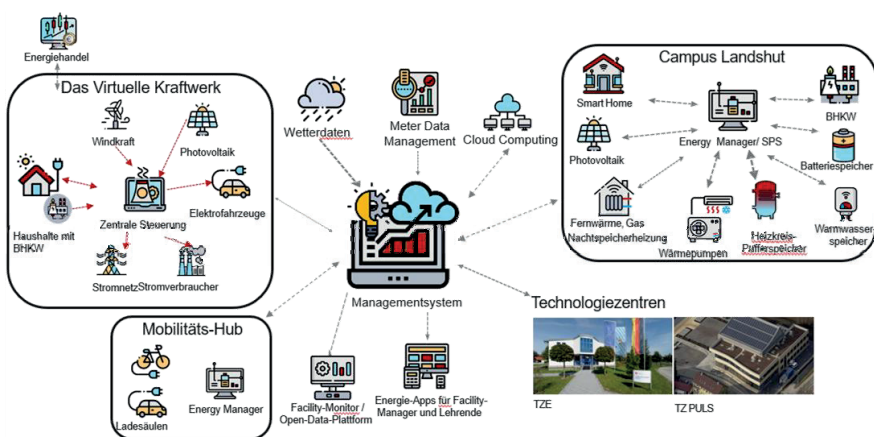 Energiehandel
Das Virtuelle Kraftwerk
Windkraft
Photovoltaik
Haushalte mit
BHKW
Zentrale Steuerung
Elektrofahrzeuge
Stromnetz
Stromverbraucher
Wetterdaten
Meter Data
Management
Cloud Computing
Managementsystem
Campus Landshut
Smart Home
BHKW
Photovoltaik
Energy Manager/ SPS
Batteriespeicher
Fernwärme, Gas
Nachtspeicherheizung
Wärmepumpen
Heizkreis-
Pufferspeicher
Warmwasser
speicher
Mobilitäts-Hub
Ladesäulen
Energy Manager
Facility-Monitor /
Open-Data-Plattform
Energie-Apps für Facility-
Manager und Lehrende
Technologiezentren
TZE
TZ PULS